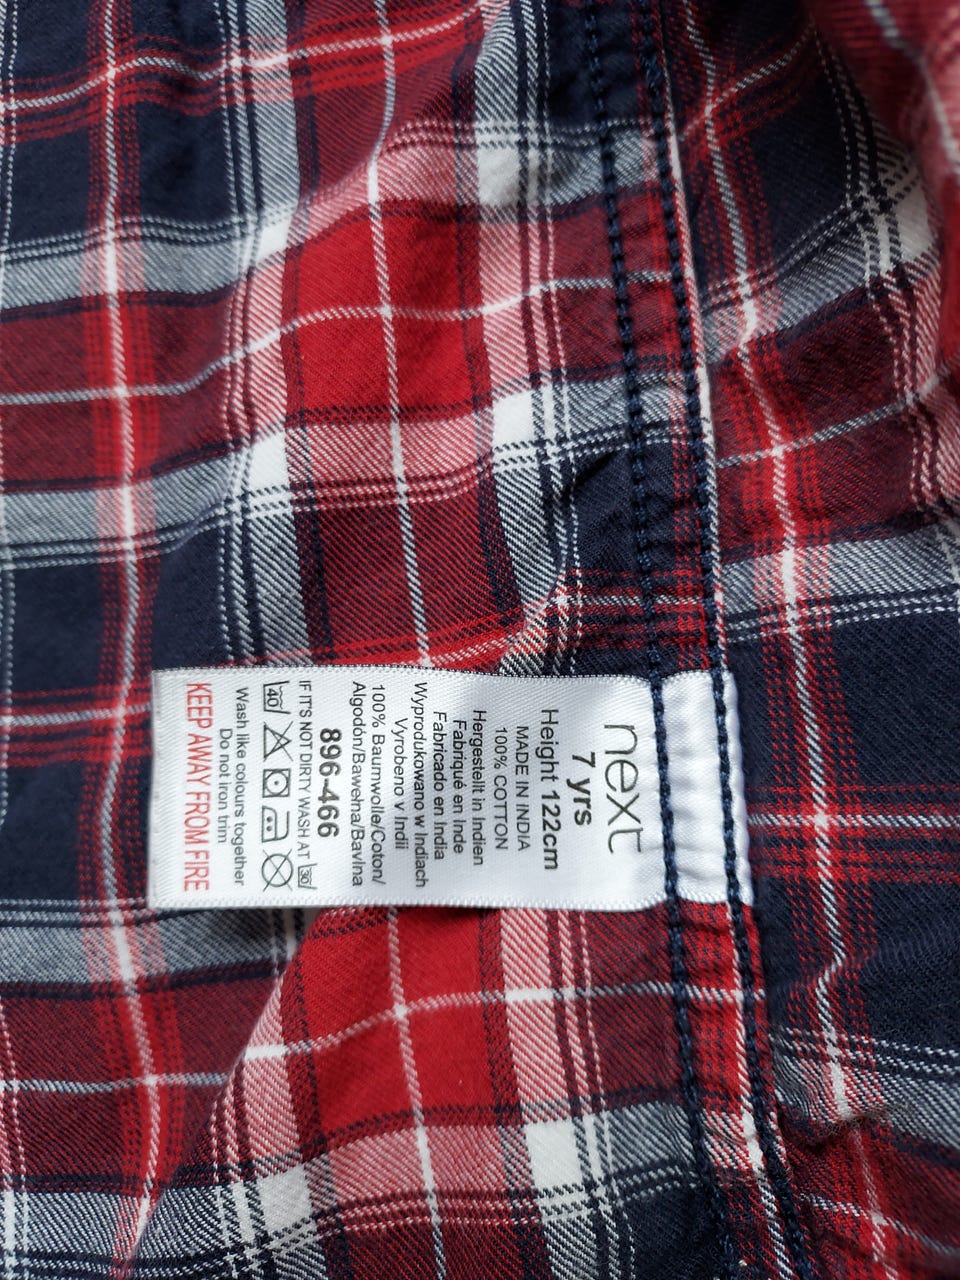 next
7 yrs
Height 122cm
MADE IN INDIA
100% COTTON
Hergestellt in Indien
Fabriqué en Inde
Fabricado en India
Wyprodukowano w Indiach
Vyrobeno v Indii
100% Baumwolle/Coton/
Algodón/Bawełna/Bavlna
896-466
IF IT'S NOT DIRTY WASH AT 30
40
Wash like colours together
Do not iron trim
KEEP AWAY FROM FIRE